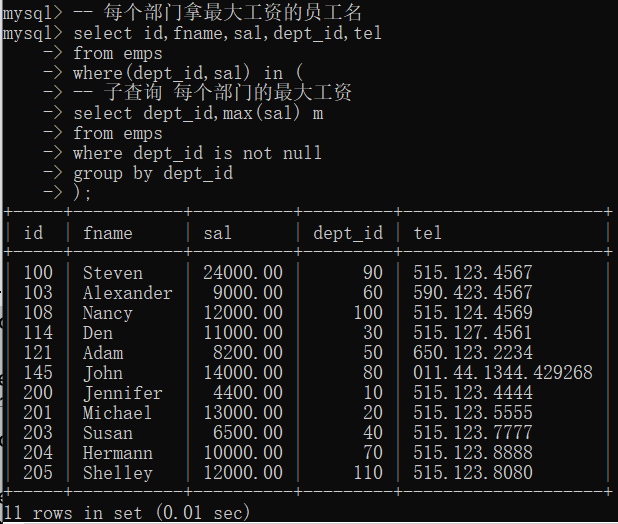 mysql> -- 每个部门拿最大工资的员工名
mysql> select id,fname,sal,dept_id,tel
    -> from emps
    -> where(dept_id,sal) in (
    -> -- 子查询 每个部门的最大工资
    -> select dept_id,max(sal) m
    -> from emps
    -> where dept_id is not null
    -> group by dept_id
    -> );
+-----+-----------+----------+---------+--------------------+
| id  | fname     | sal      | dept_id | tel                |
+-----+-----------+----------+---------+--------------------+
| 100 | Steven    | 24000.00 |      90 | 515.123.4567       |
| 103 | Alexander |  9000.00 |      60 | 590.423.4567       |
| 108 | Nancy     | 12000.00 |     100 | 515.124.4569       |
| 114 | Den       | 11000.00 |      30 | 515.127.4561       |
| 121 | Adam      |  8200.00 |      50 | 650.123.2234       |
| 145 | John      | 14000.00 |      80 | 011.44.1344.429268 |
| 200 | Jennifer  |  4400.00 |      10 | 515.123.4444       |
| 201 | Michael   | 13000.00 |      20 | 515.123.5555       |
| 203 | Susan     |  6500.00 |      40 | 515.123.7777       |
| 204 | Hermann   | 10000.00 |      70 | 515.123.8888       |
| 205 | Shelley   | 12000.00 |     110 | 515.123.8080       |
+-----+-----------+----------+---------+--------------------+
11 rows in set (0.01 sec)